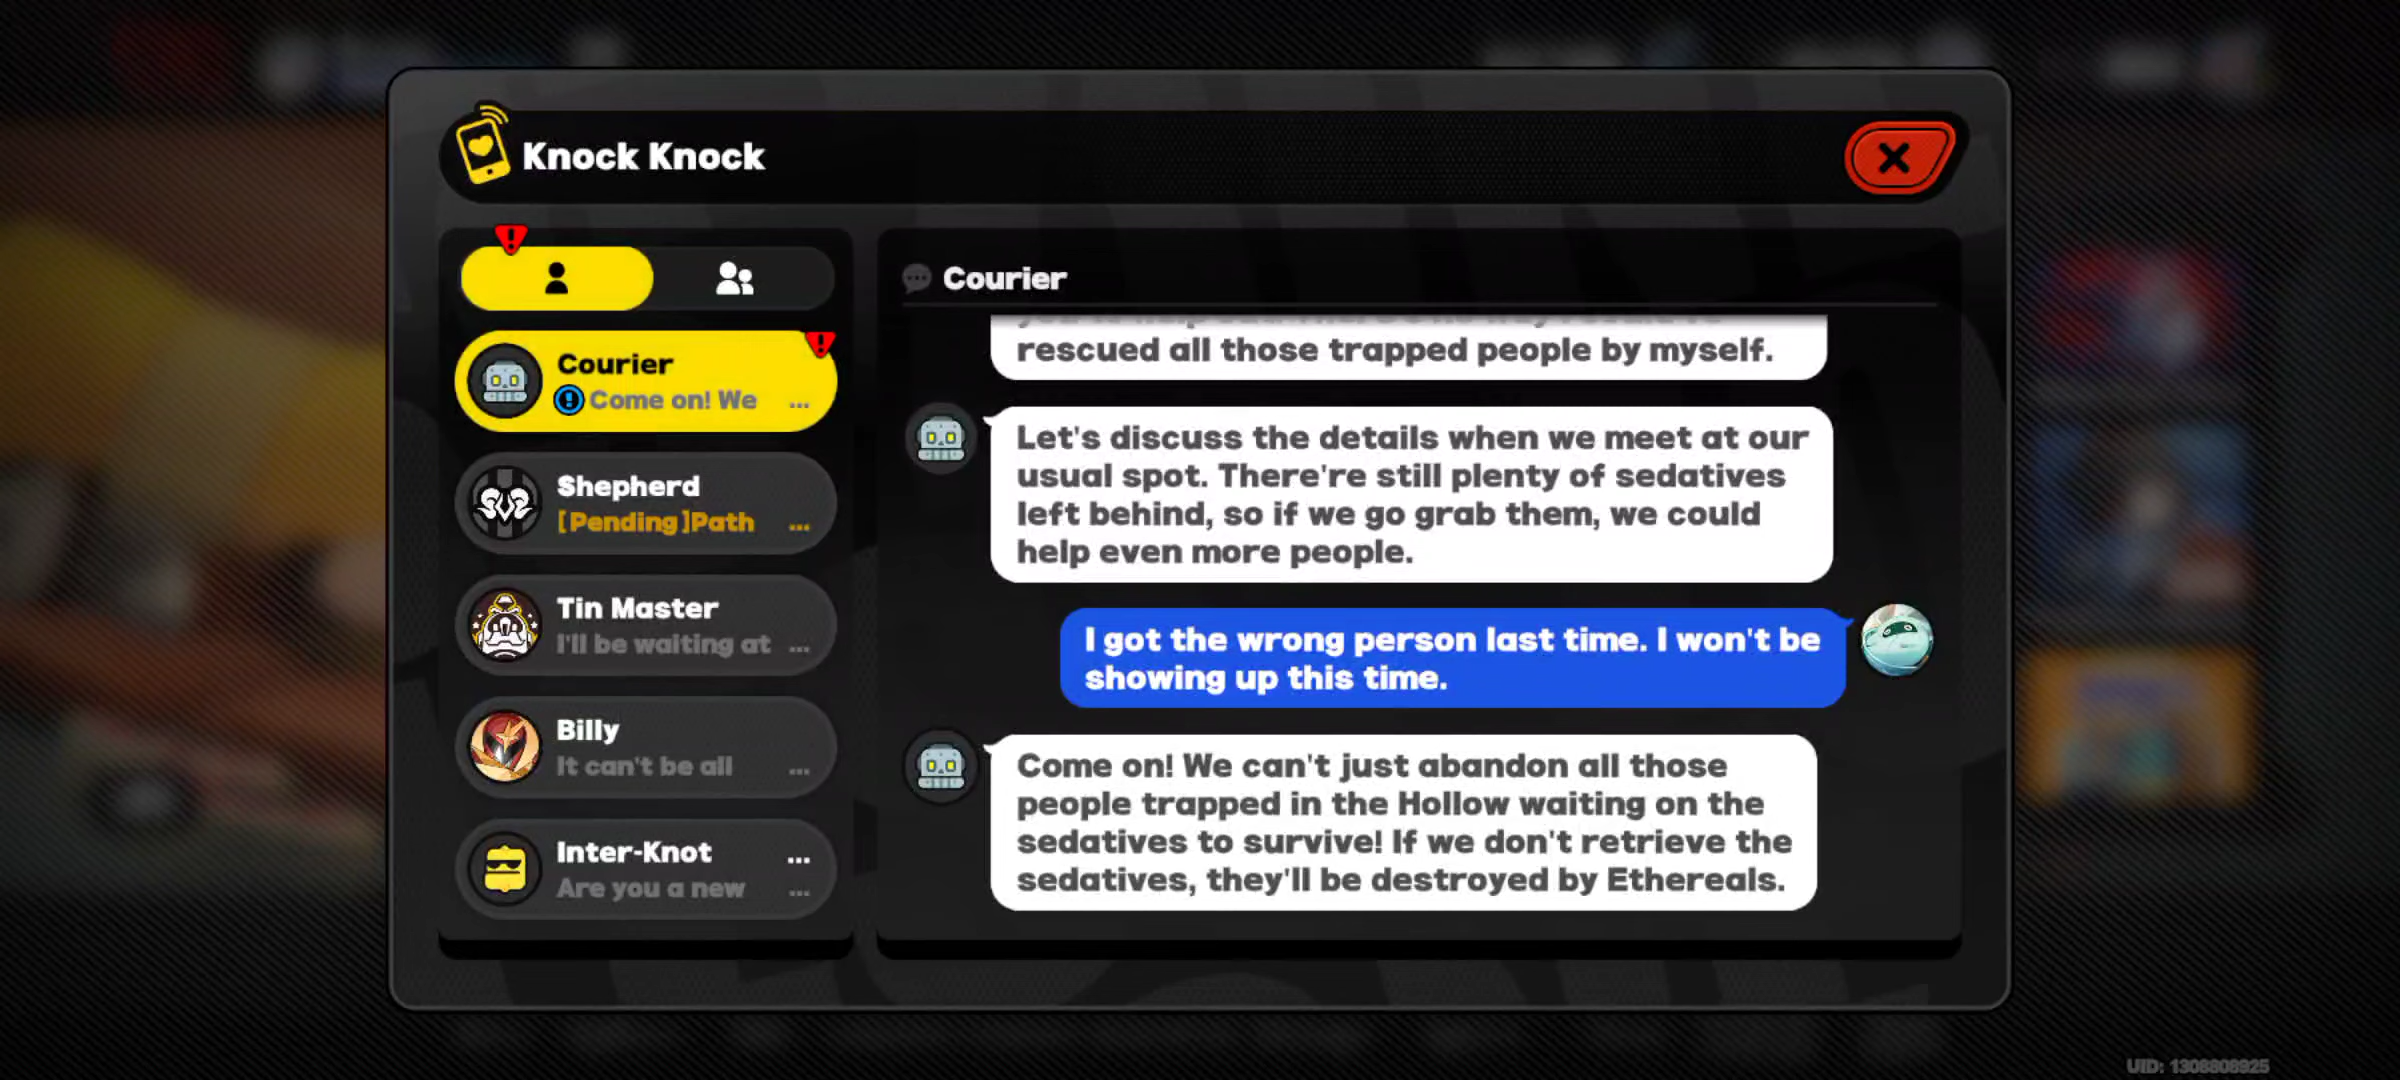 Knock Knock
Courier
Come on! We ...
Shepherd
[Pending]Path ...
Tin Master
I'll be waiting at ...
Billy
It can't be all ...
Inter-Knot ...
Are you a new ...
Courier
rescued all those trapped people by myself.
Let's discuss the details when we meet at our
usual spot. There're still plenty of sedatives
left behind, so if we go grab them, we could
help even more people.
I got the wrong person last time. I won't be
showing up this time.
Come on! We can't just abandon all those
people trapped in the Hollow waiting on the
sedatives to survive! If we don't retrieve the
sedatives, they'll be destroyed by Ethereals.
UID: 1308808925